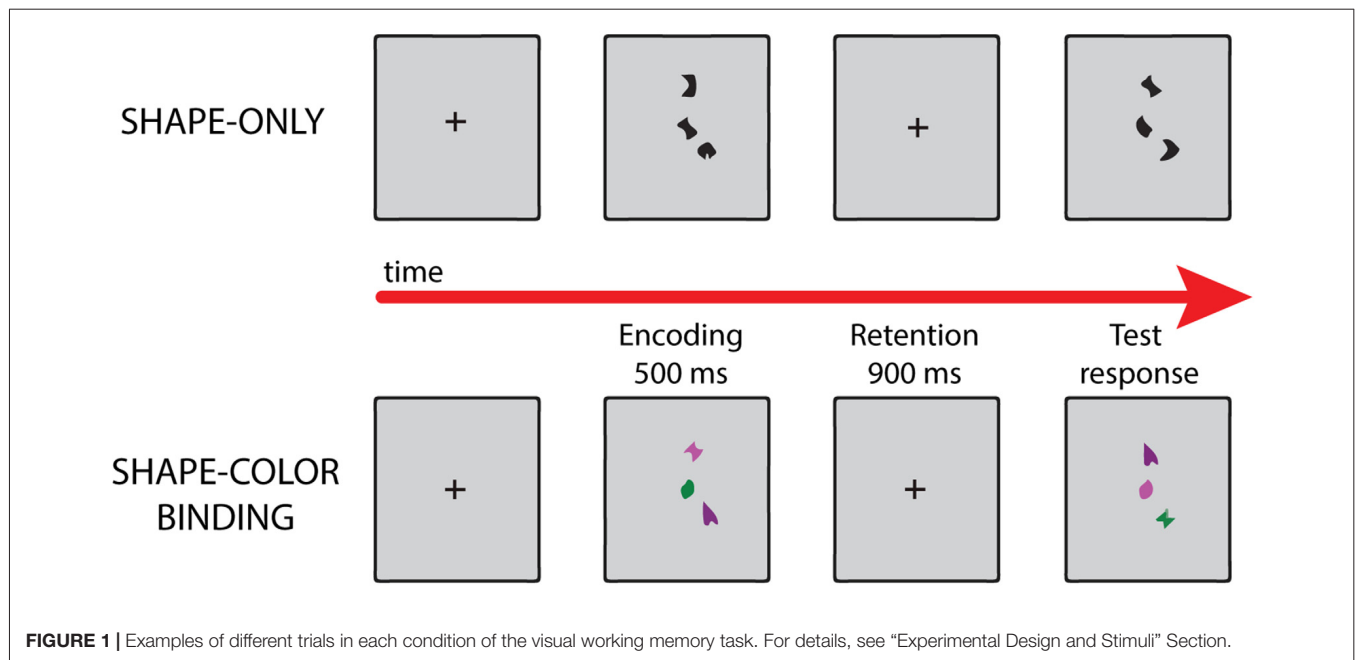 SHAPE-ONLY
time
Encoding
500 ms
Retention
900 ms
Test
response
SHAPE-COLOR
BINDING
FIGURE 1 | Examples of different trials in each condition of the visual working memory task. For details, see “Experimental Design and Stimuli” Section.